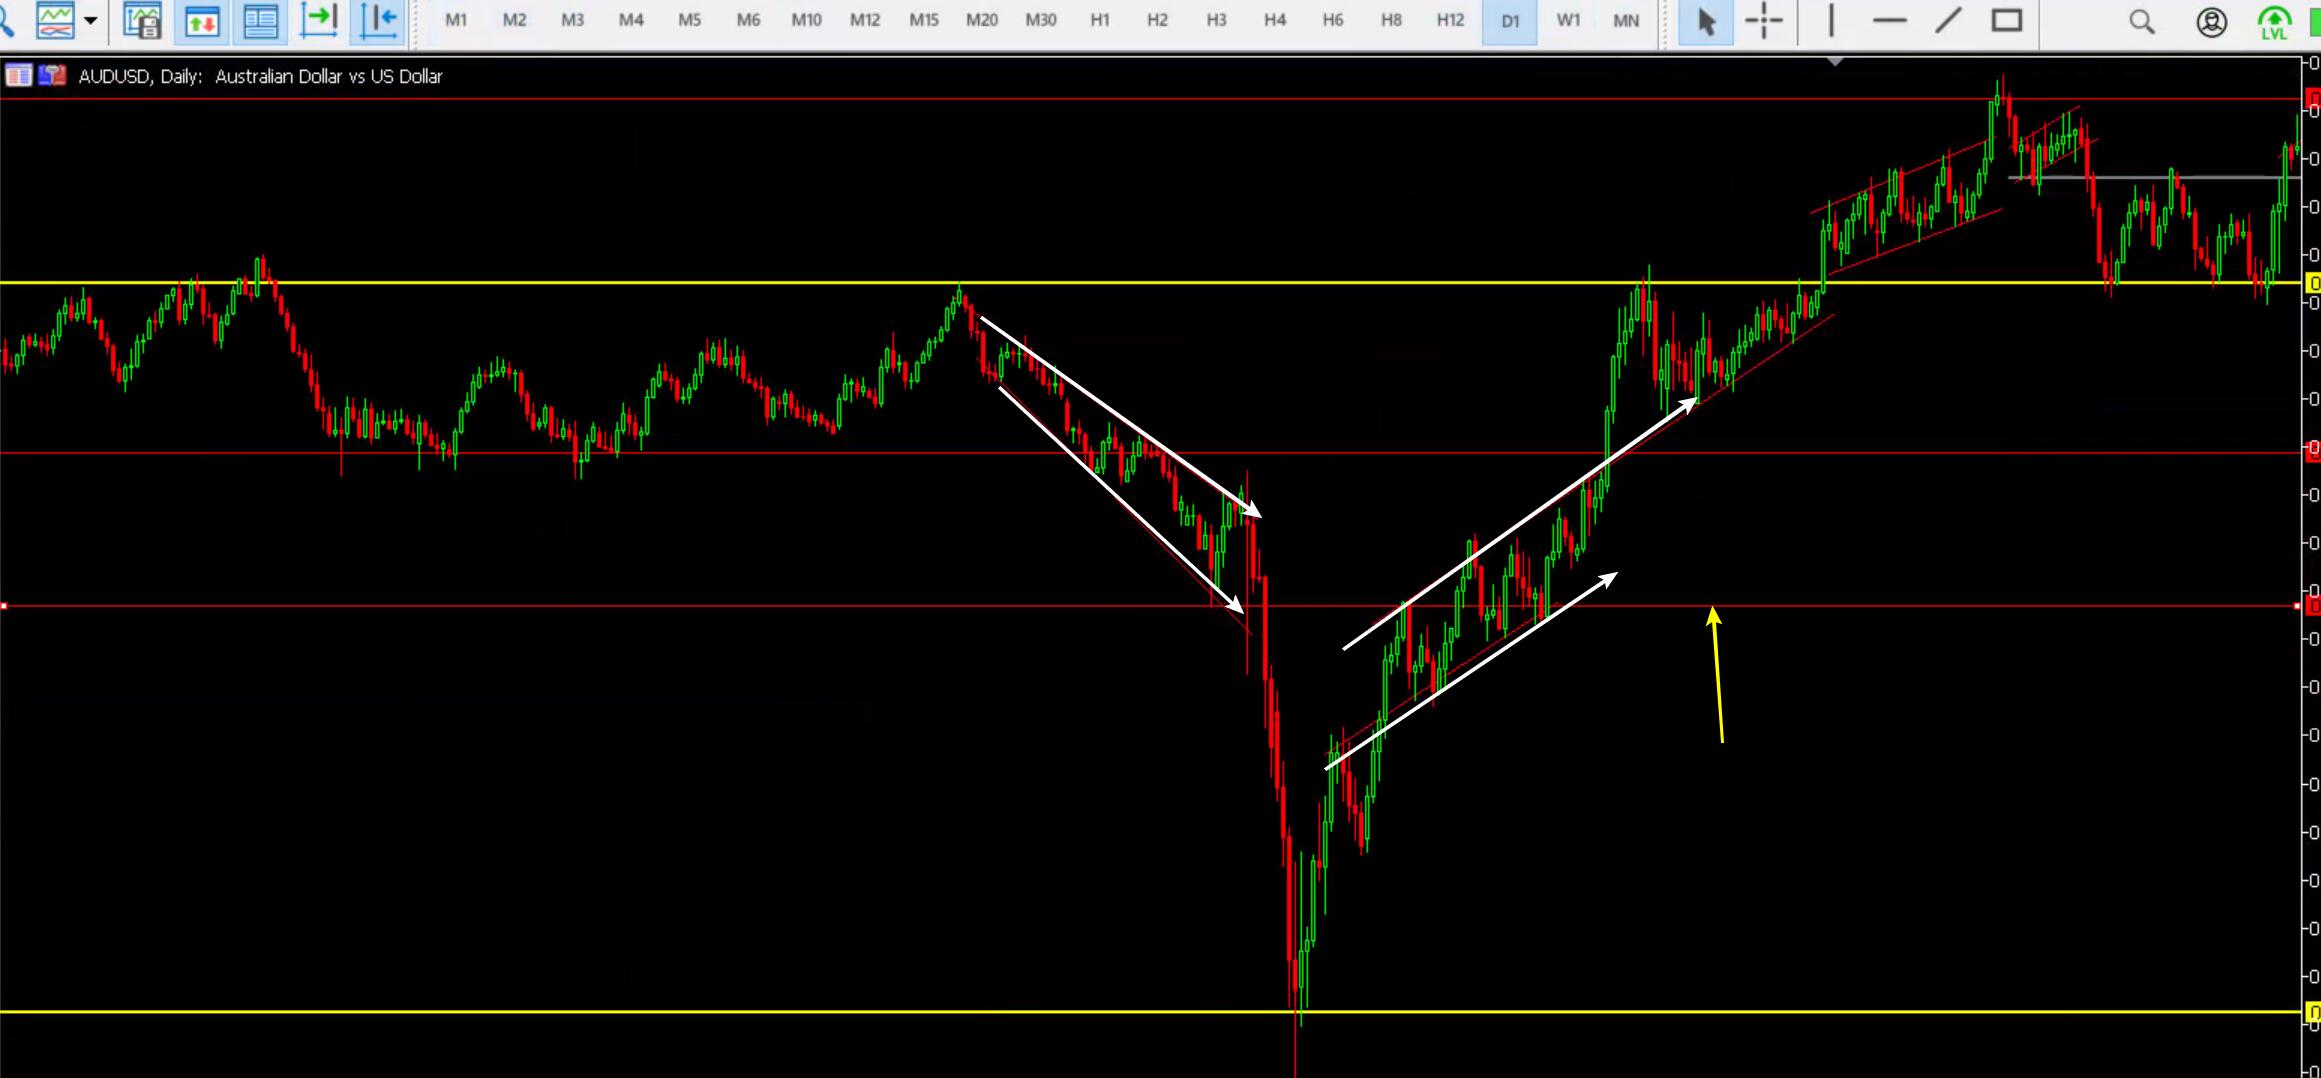 M1 M2 M3 M4 M5 M6 M10 M12 M15 M20 M30 H1 H2 H3 H4 H6 H8 H12 D1 W1 MN
LVL
AUDUSD, Daily: Australian Dollar vs US Dollar